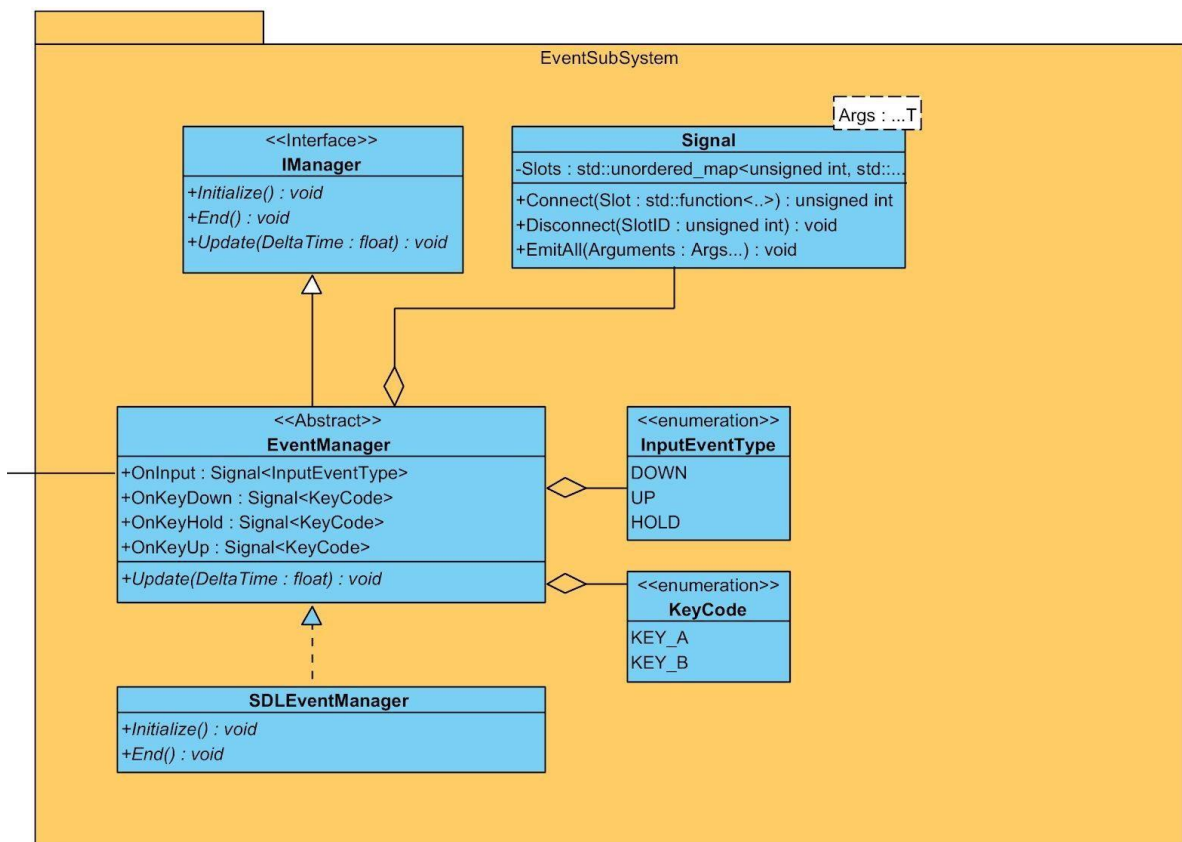 EventSubSystem
<<Interface>>
IManager
+Initialize() : void
+End() : void
+Update(DeltaTime : float) : void
Args : ...T
Signal
-Slots : std::unordered_map<unsigned int, std::...
+Connect(Slot : std::function<..>) : unsigned int
+Disconnect(SlotID : unsigned int) : void
+EmitAll(Arguments : Args...) : void
<<Abstract>>
EventManager
+OnInput : Signal<InputEventType>
+OnKeyDown : Signal<KeyCode>
+OnKeyHold : Signal<KeyCode>
+OnKeyUp : Signal<KeyCode>
+Update(DeltaTime : float) : void
<<enumeration>>
InputEventType
DOWN
UP
HOLD
<<enumeration>>
KeyCode
KEY_A
KEY_B
SDLEventManager
+Initialize() : void
+End() : void